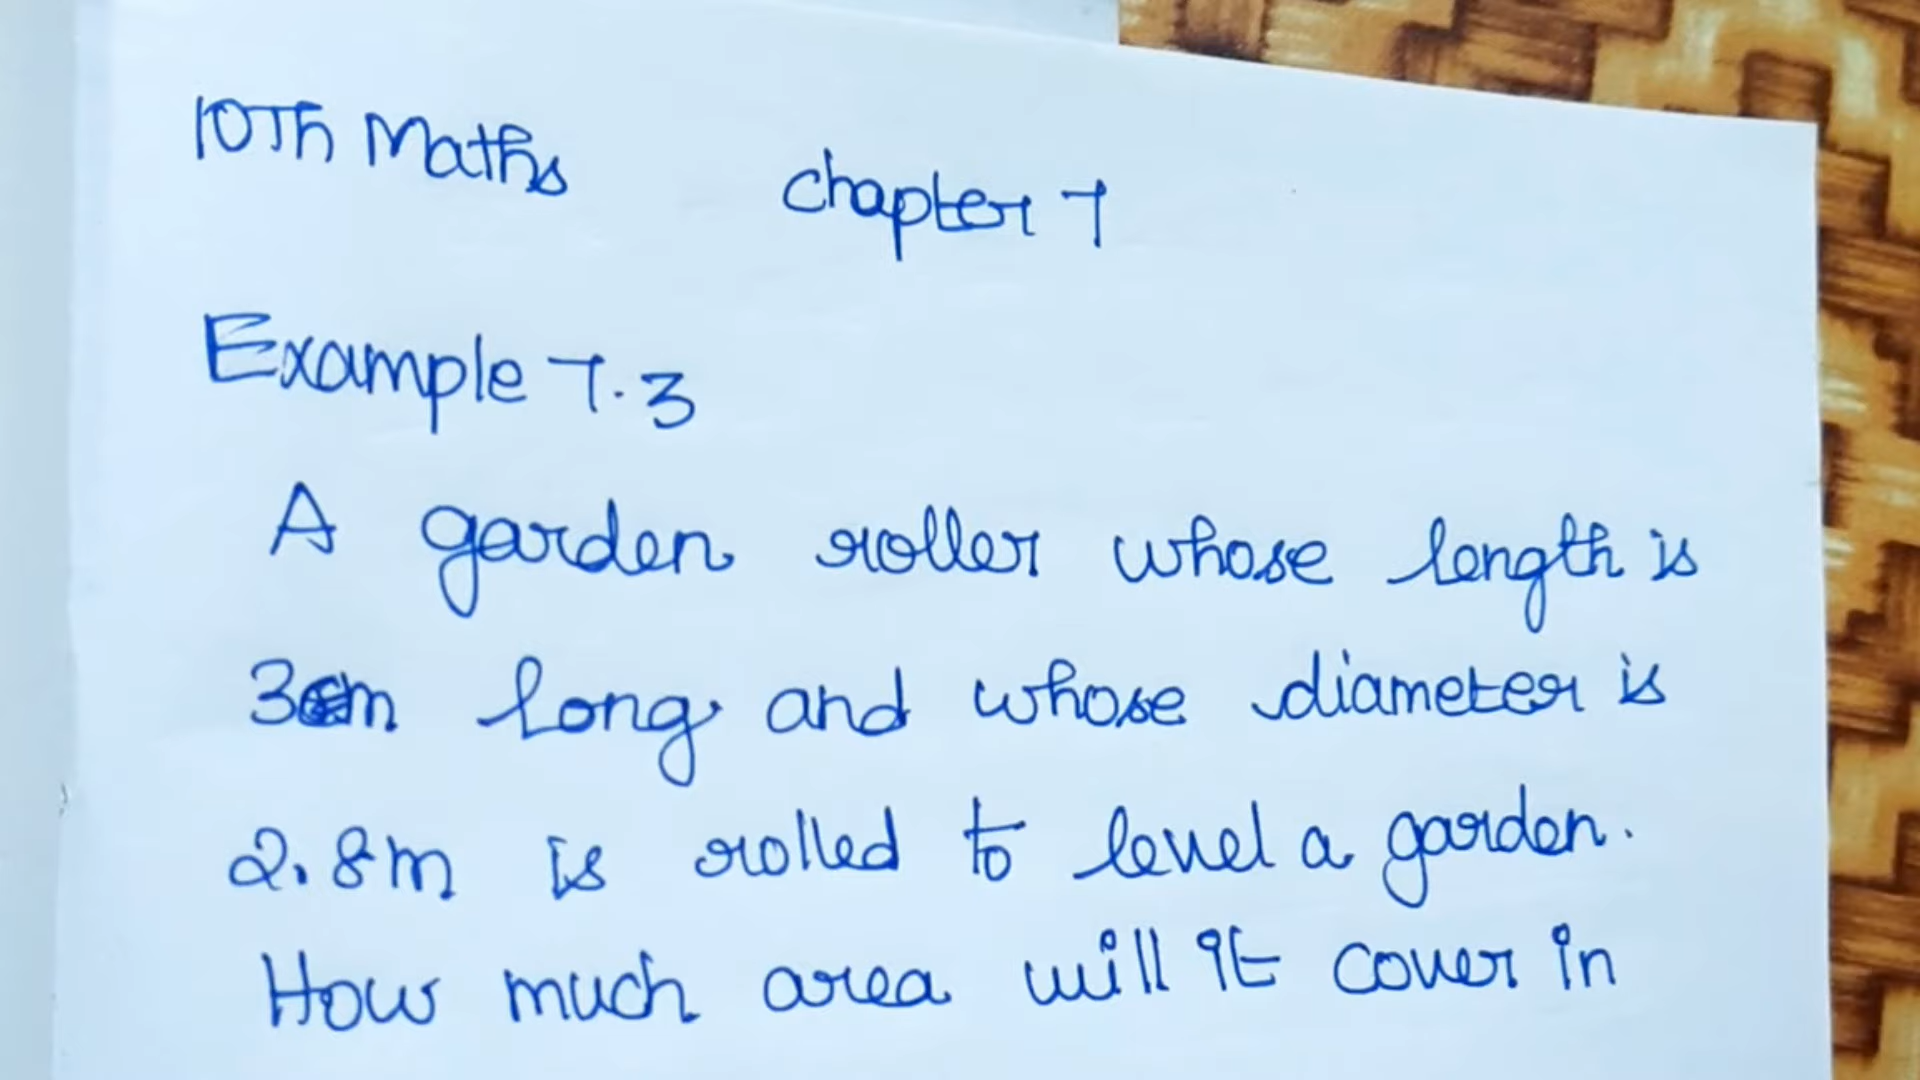 10Th Maths
chapter 7
Example 7.3
A garden roller whose length is
3m long and whose diameter is
2.8m is rolled to level a garden.
How much area will it cover in